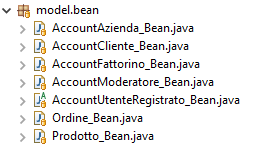 model.bean
AccountAzienda_Bean.java
AccountCliente_Bean.java
AccountFattorino_Bean.java
AccountModeratore_Bean.java
AccountUtenteRegistrato_Bean.java
Ordine_Bean.java
Prodotto_Bean.java